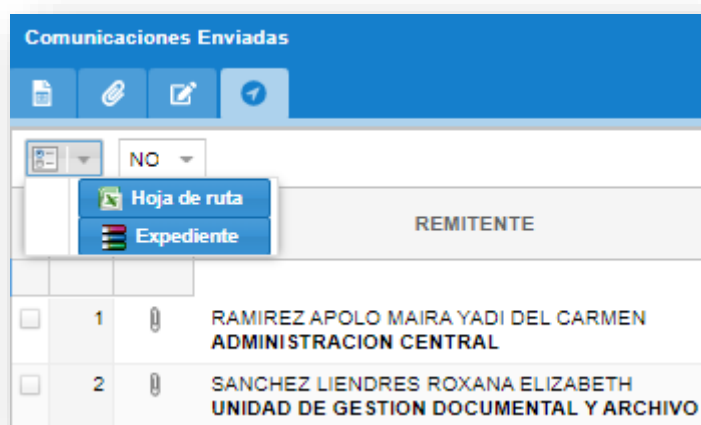 Comunicaciones Enviadas
NO
Hoja de ruta
Expediente
REMITENTE
1 RAMIREZ APOLO MAIRA YADI DEL CARMEN
ADMINISTRACION CENTRAL
2 SANCHEZ LIENDRES ROXANA ELIZABETH
UNIDAD DE GESTION DOCUMENTAL Y ARCHIVO